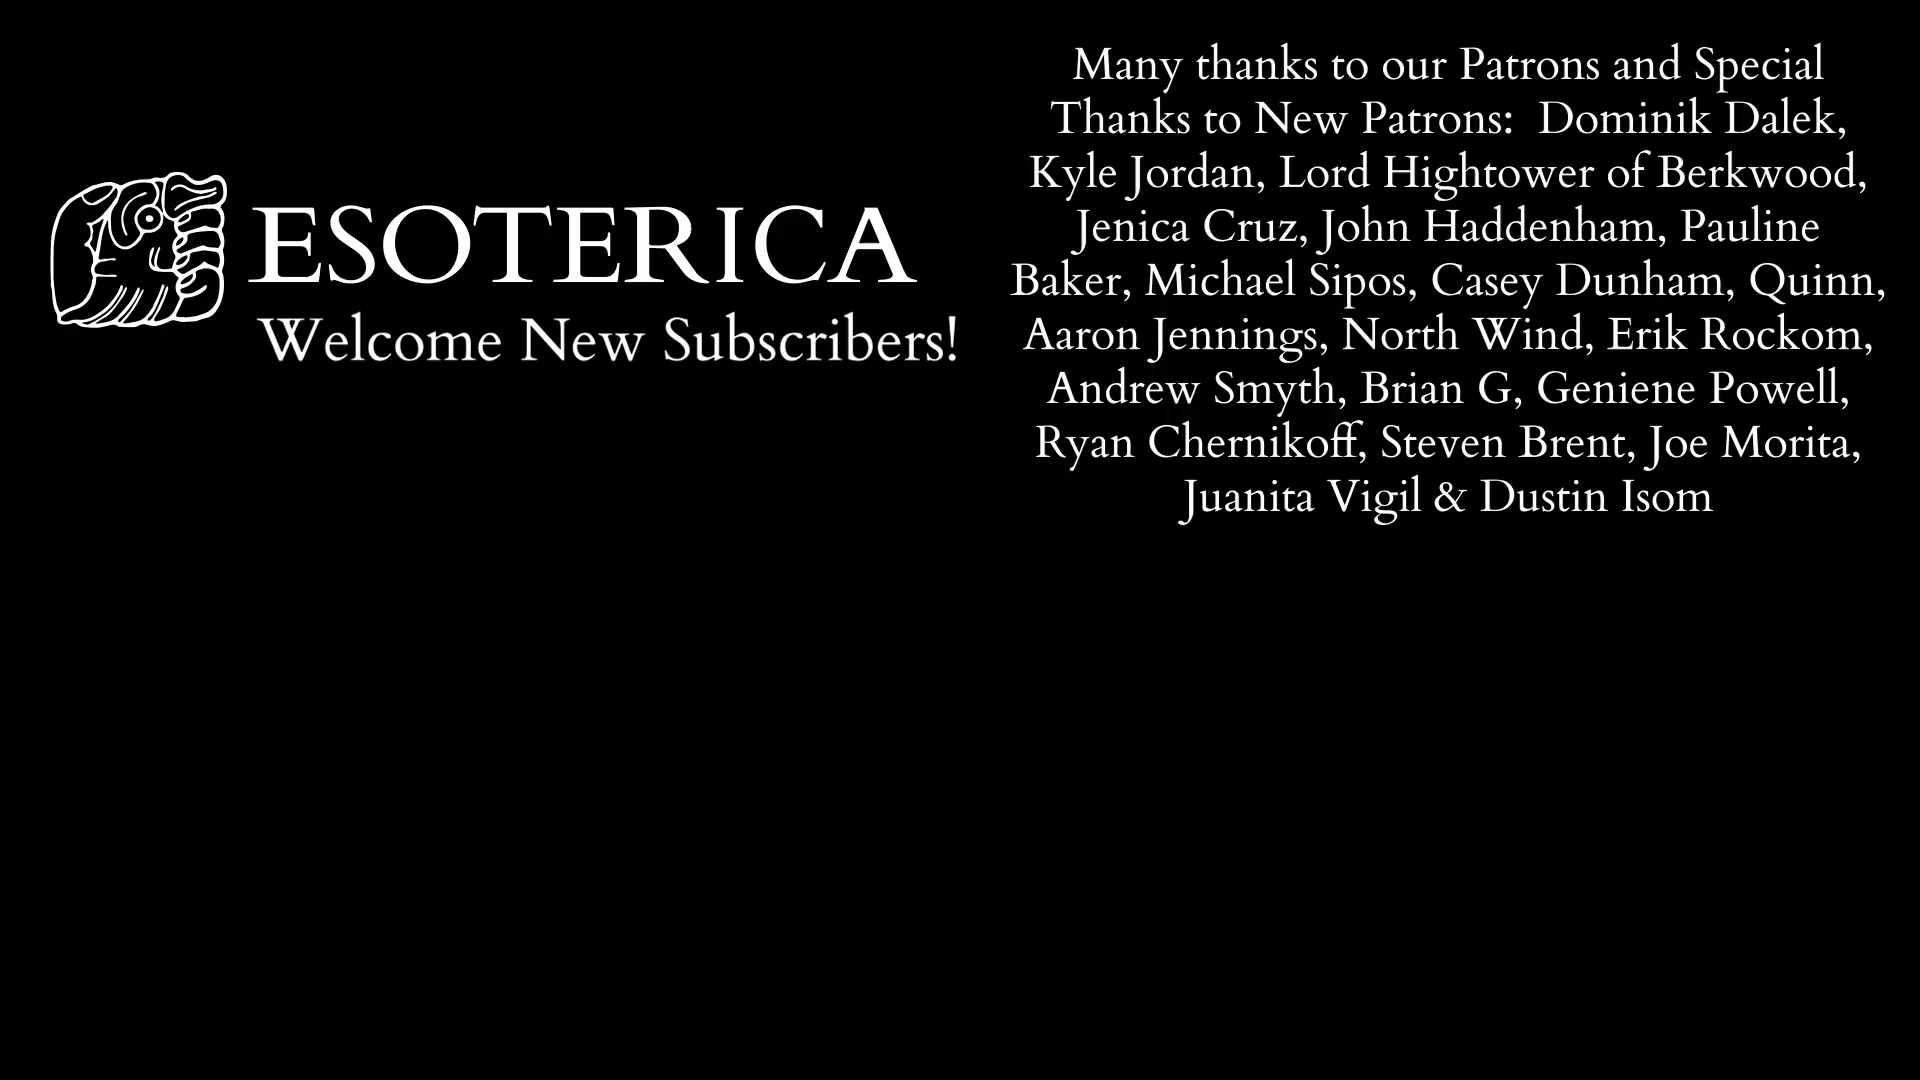 ESOTERICA
Welcome New Subscribers!
Many thanks to our Patrons and Special
Thanks to New Patrons:  Dominik Dalek,
Kyle Jordan, Lord Hightower of Berkwood,
Jenica Cruz, John Haddenham, Pauline
Baker, Michael Sipos, Casey Dunham, Quinn,
Aaron Jennings, North Wind, Erik Rockom,
Andrew Smyth, Brian G, Geniene Powell,
Ryan Chernikoff, Steven Brent, Joe Morita,
Juanita Vigil & Dustin Isom